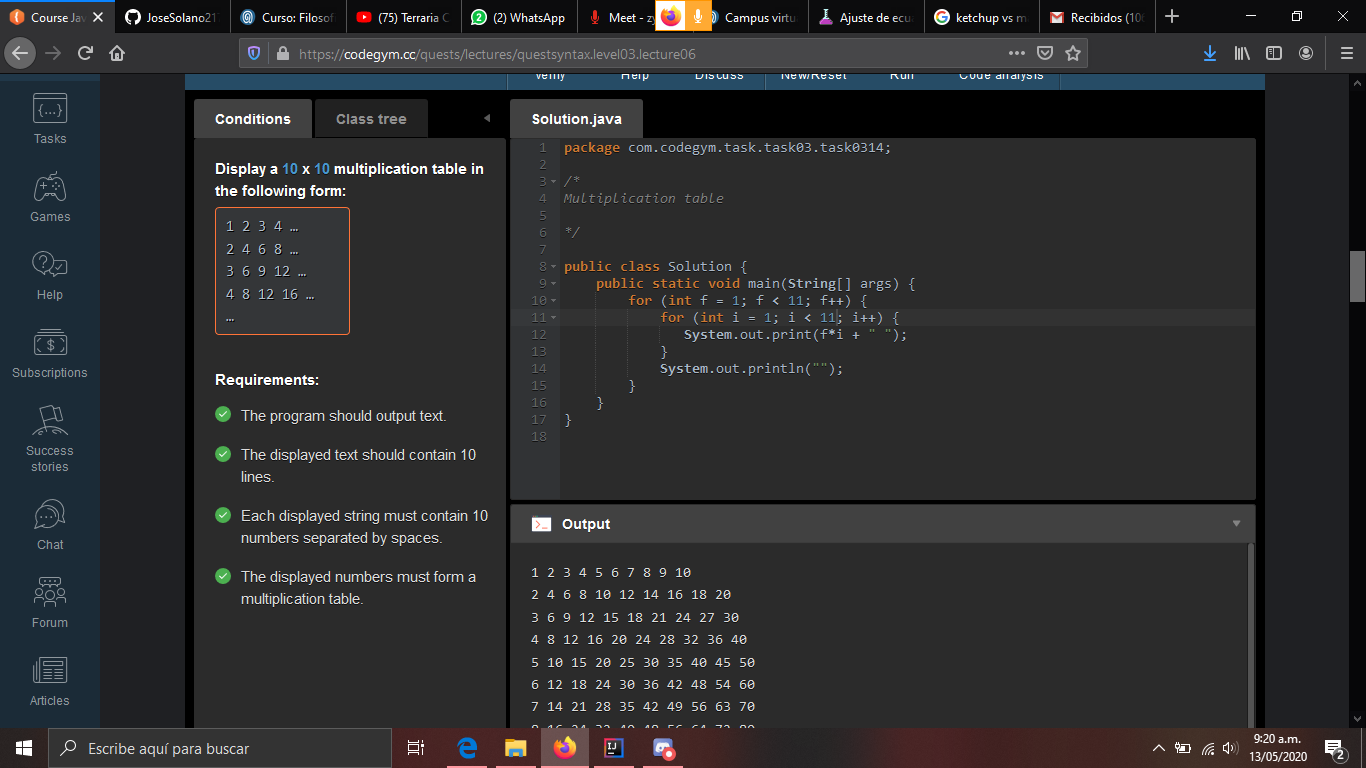 Course Jav
JoseSolano21
Curso: Filosof
(75) Terraria C
(2) WhatsApp
Meet - zy
Campus virtu
Ajuste de ecu
ketchup vs m
Recibidos (10
https://codegym.cc/quests/lectures/questsyntax.level03.lecture06
Verify Help Discuss New/Reset Run Code analysis
Tasks
Games
Help
Subscriptions
Success
stories
Chat
Forum
Articles
Conditions Class tree
Display a 10 x 10 multiplication table in
the following form:
1 2 3 4 …
2 4 6 8 …
3 6 9 12 …
4 8 12 16 …
…
Requirements:
The program should output text.
The displayed text should contain 10
lines.
Each displayed string must contain 10
numbers separated by spaces.
The displayed numbers must form a
multiplication table.
Solution.java
1 package com.codegym.task.task03.task0314;
2
3 /*
4 Multiplication table
5
6 */
7
8 public class Solution {
9 public static void main(String[] args) {
10 for (int f = 1; f < 11; f++) {
11 for (int i = 1; i < 11; i++) {
12 System.out.print(f*i + " ");
13 }
14 System.out.println("");
15 }
16 }
17 }
18
Output
1 2 3 4 5 6 7 8 9 10
2 4 6 8 10 12 14 16 18 20
3 6 9 12 15 18 21 24 27 30
4 8 12 16 20 24 28 32 36 40
5 10 15 20 25 30 35 40 45 50
6 12 18 24 30 36 42 48 54 60
7 14 21 28 35 42 49 56 63 70
8 16 24 32 40 48 56 64 72 80
Escribe aquí para buscar
9:20 a.m.
13/05/2020
2